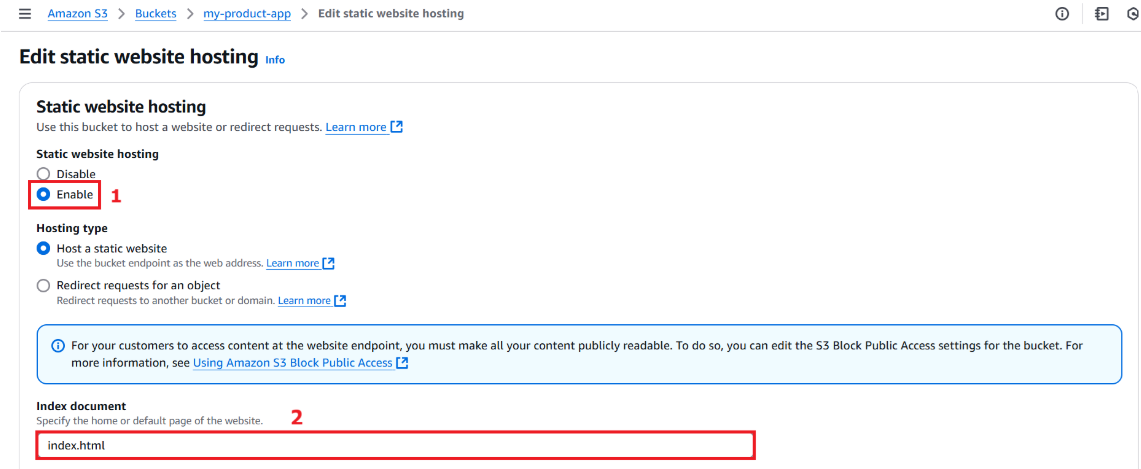 Amazon S3 > Buckets > my-product-app > Edit static website hosting
Edit static website hosting Info
Static website hosting
Use this bucket to host a website or redirect requests. Learn more
Static website hosting
Disable
Enable 1
Hosting type
Host a static website
Use the bucket endpoint as the web address. Learn more
Redirect requests for an object
Redirect requests to another bucket or domain. Learn more
For your customers to access content at the website endpoint, you must make all your content publicly readable. To do so, you can edit the S3 Block Public Access settings for the bucket. For
more information, see Using Amazon S3 Block Public Access
Index document
Specify the home or default page of the website. 2
index.html